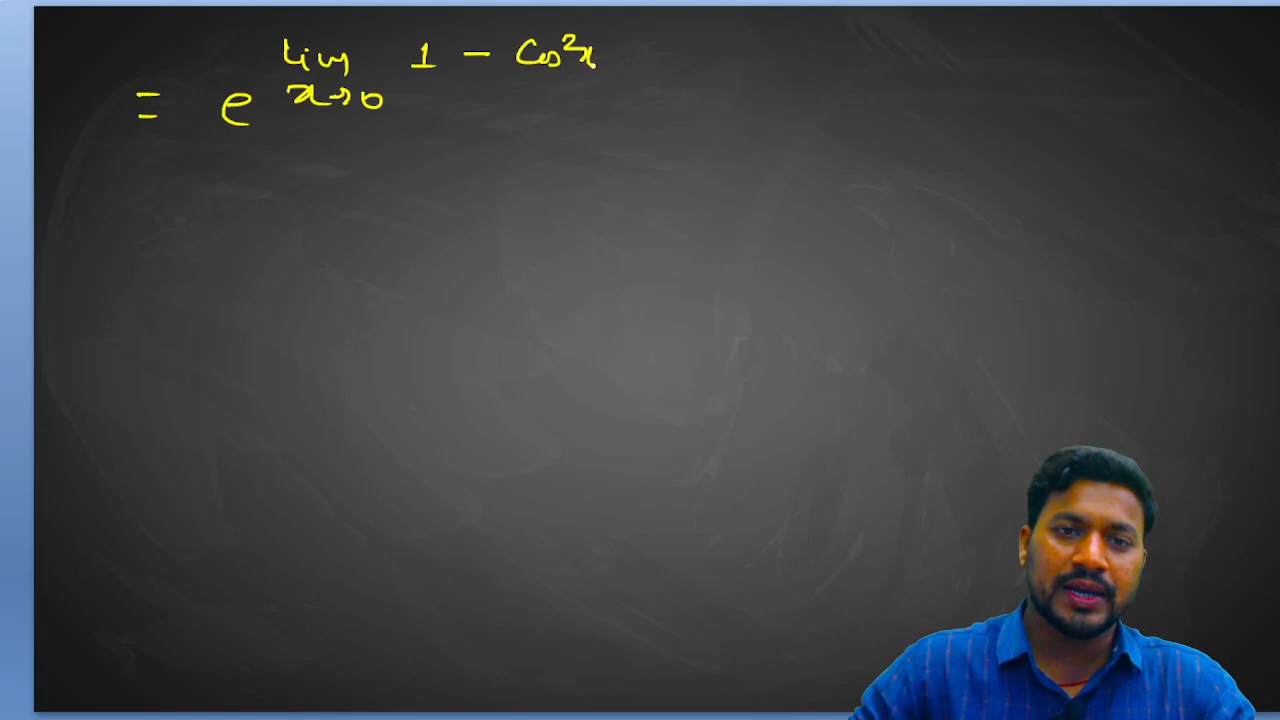 lim 1 - Cos²x
= e x→0